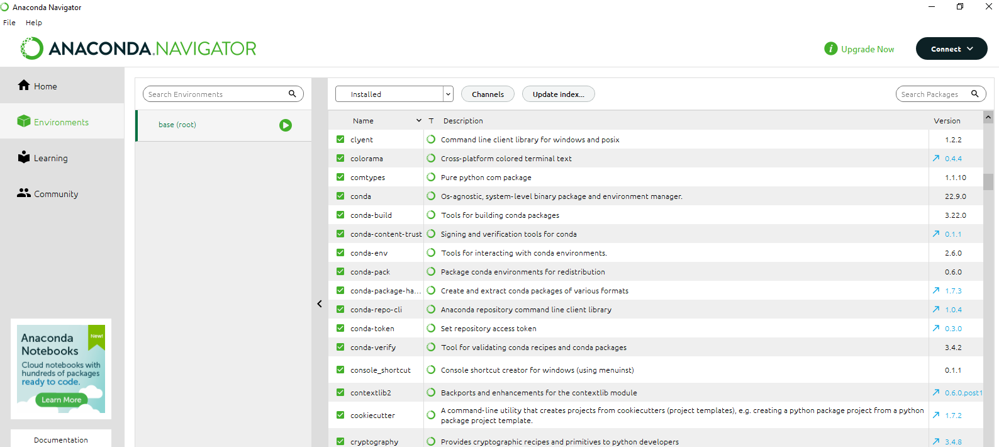 Anaconda Navigator
File Help
ANACONDA.NAVIGATOR
i Upgrade Now
Connect
Home
Environments
Learning
Community
Anaconda
Notebooks
New!
Cloud notebooks with
hundreds of packages
ready to code.
Learn More
Documentation
Search Environments
base (root)
Installed
Channels
Update index...
Search Packages
Name T Description Version
clyent Command line client library for windows and posix 1.2.2
colorama Cross-platform colored terminal text 0.4.4
comtypes Pure python com package 1.1.10
conda Os-agnostic, system-level binary package and environment manager. 22.9.0
conda-build Tools for building conda packages 3.22.0
conda-content-trust Signing and verification tools for conda 0.1.1
conda-env Tools for interacting with conda environments. 2.6.0
conda-pack Package conda environments for redistribution 0.6.0
conda-package-ha... Create and extract conda packages of various formats 1.7.3
conda-repo-cli Anaconda repository command line client library 1.0.4
conda-token Set repository access token 0.3.0
conda-verify Tool for validating conda recipes and conda packages 3.4.2
console_shortcut Console shortcut creator for windows (using menuinst) 0.1.1
contextlib2 Backports and enhancements for the contextlib module 0.6.0.post1
cookiecutter A command-line utility that creates projects from cookiecutters (project templates), e.g. creating a python package project from a python 1.7.2
package project template.
cryptography Provides cryptographic recipes and primitives to python developers 3.4.8